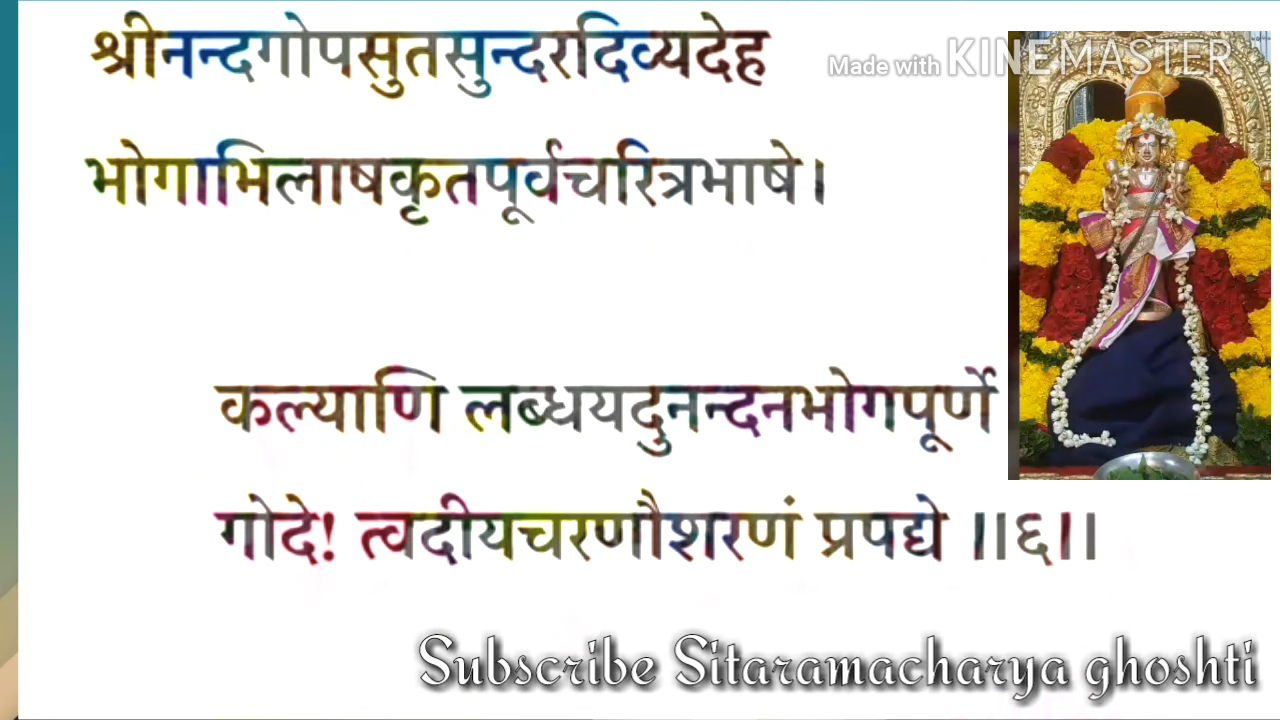 श्रीनन्दगोपसुतसुन्दरदिव्यदेह
Made with KINEMASTER
भोगाभिलाषकृतपूर्वचरित्रभाषे।
कल्याणि लब्धयदुनन्दनभोगपूर्णे
गोदे! त्वदीयचरणौशरणं प्रपद्ये ।।६।।
Subscribe Sitaramacharya ghoshti